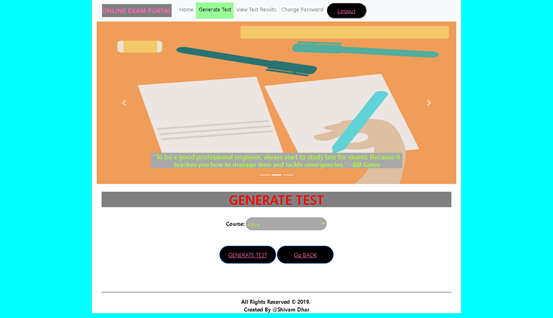 ONLINE EXAM PORTAL
Home Generate Test View Test Results Change Password Logout
"To be a good professional engineer, always start to study late for exams. Because it
teaches you how to manage time and tackle emergencies." Bill Gates
GENERATE TEST
Course:
GENERATE TEST Go BACK
All Rights Reserved © 2019.
Created By @Shivam Dhar